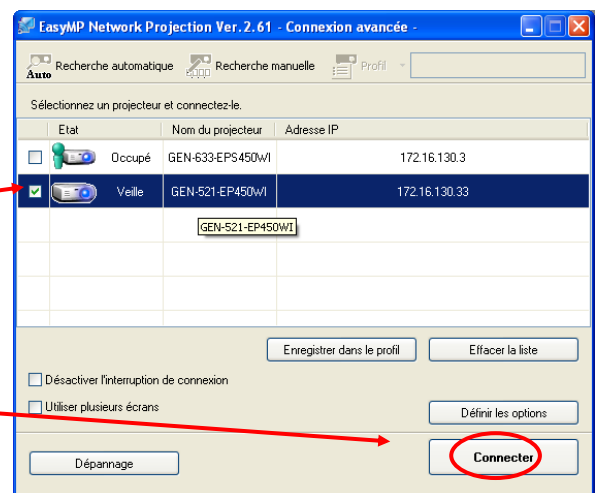 EasyMP Network Projection Ver.2.61 - Connexion avancée -
Auto Recherche automatique Recherche manuelle Profil
Sélectionnez un projecteur et connectez-le.
Etat Nom du projecteur Adresse IP
Occupé GEN-633-EPS450WI 172.16.130.3
Veille GEN-521-EP450WI 172.16.130.33
GEN-521-EP450WI
Enregistrer dans le profil Effacer la liste
Désactiver l'interruption de connexion
Utiliser plusieurs écrans Définir les options
Dépannage Connecter